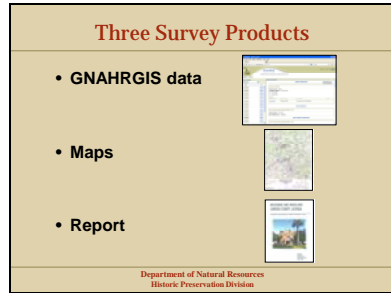 Three Survey Products
• GNAHRGIS data
• Maps
• Report
Department of Natural Resources
Historic Preservation Division